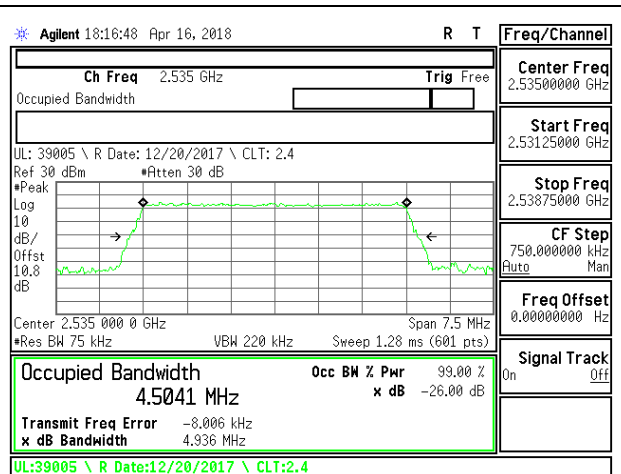 Agilent 18:16:48 Apr 16, 2018 R T
Freq/Channel
Ch Freq 2.535 GHz Trig Free
Occupied Bandwidth
Center Freq
2.53500000 GHz
Start Freq
2.53125000 GHz
UL: 39005 \ R Date: 12/20/2017 \ CLT: 2.4
Ref 30 dBm #Atten 30 dB
#Peak
Log
10
dB/
Offst
10.8
dB
Stop Freq
2.53875000 GHz
CF Step
750.000000 kHz
Auto Man
Freq Offset
0.00000000 Hz
Center 2.535 000 0 GHz Span 7.5 MHz
#Res BW 75 kHz VBW 220 kHz Sweep 1.28 ms (601 pts)
Signal Track
On Off
Occupied Bandwidth
4.5041 MHz
Occ BW % Pwr 99.00 %
x dB -26.00 dB
Transmit Freq Error -8.006 kHz
x dB Bandwidth 4.936 MHz
UL:39005 \ R Date:12/20/2017 \ CLT:2.4